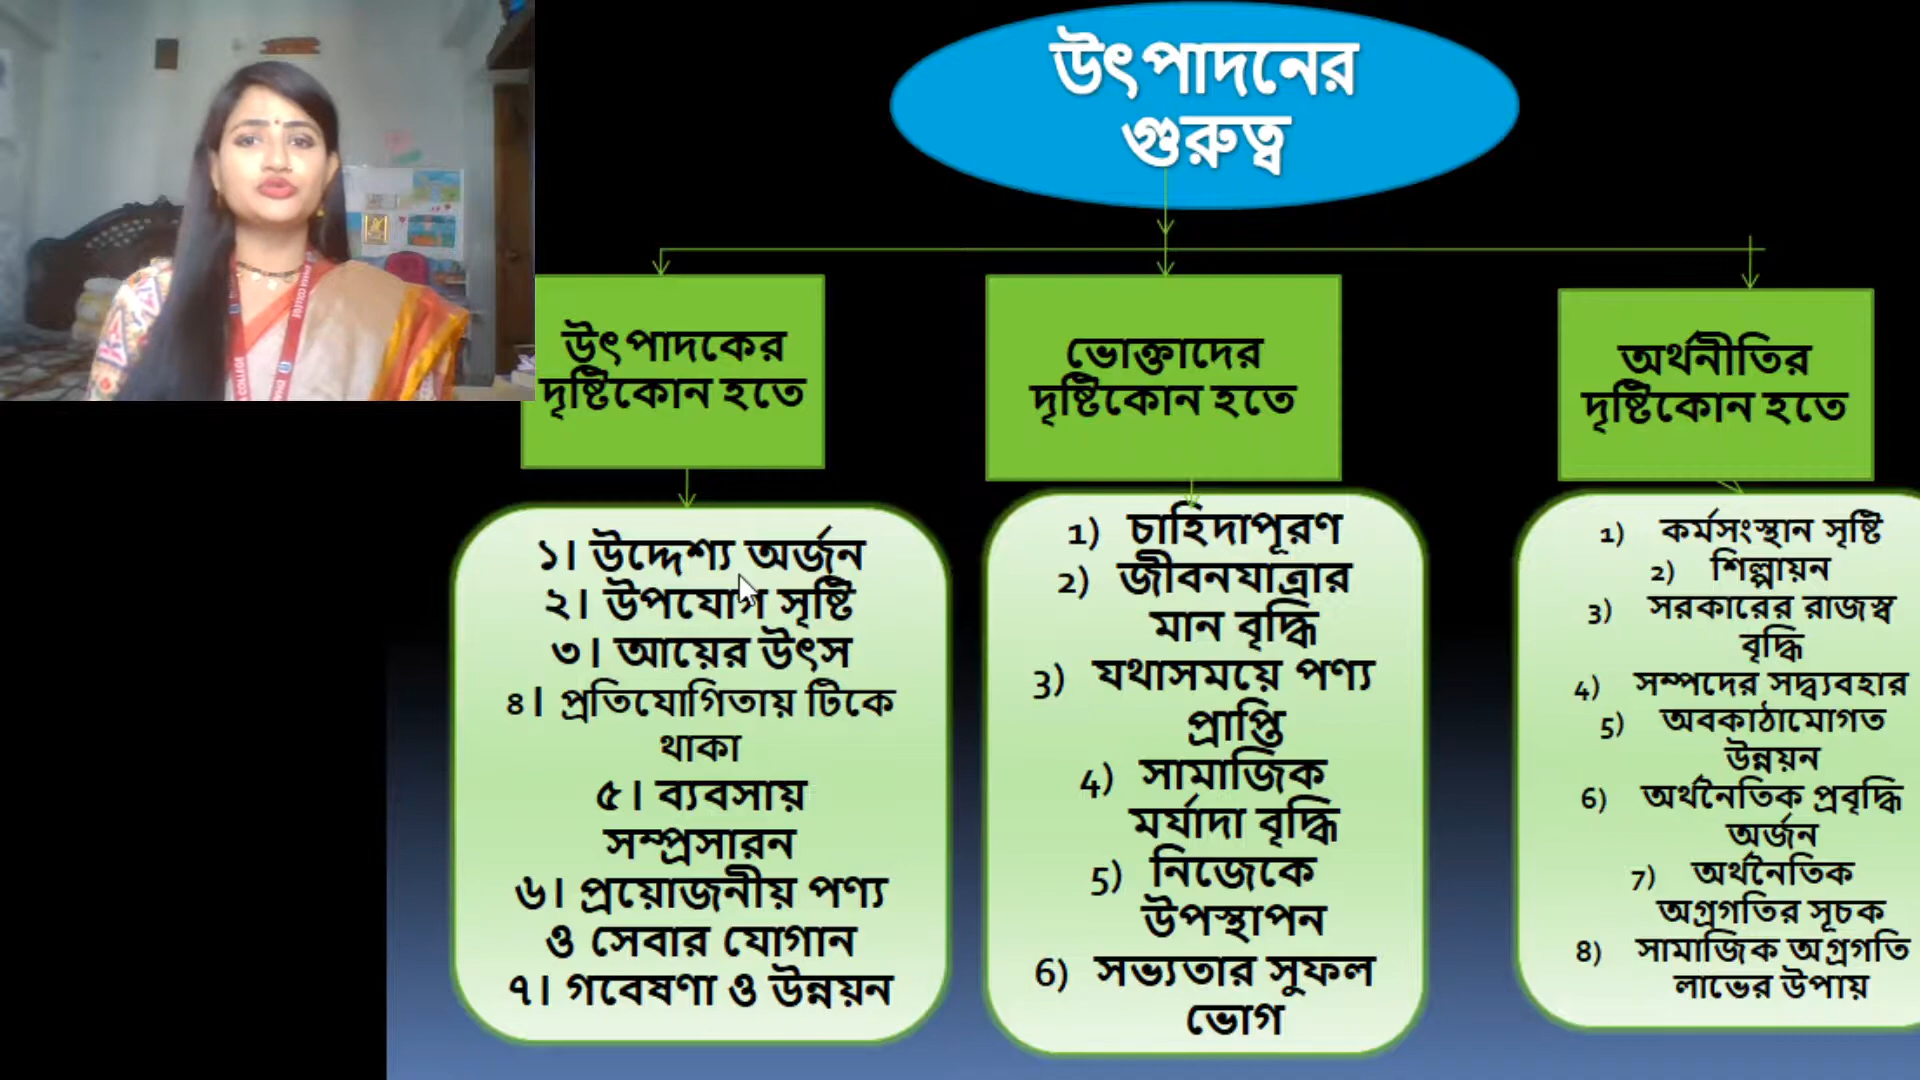 উৎপাদনের
গুরুত্ব
উৎপাদকের
দৃষ্টিকোন হতে
১। উদ্দেশ্য অর্জন
২। উপযোগ সৃষ্টি
৩। আয়ের উৎস
৪। প্রতিযোগিতায় টিকে
থাকা
৫। ব্যবসায়
সম্প্রসারন
৬। প্রয়োজনীয় পণ্য
ও সেবার যোগান
৭। গবেষণা ও উন্নয়ন
ভোক্তাদের
দৃষ্টিকোন হতে
1) চাহিদাপূরণ
2) জীবনযাত্রার
মান বৃদ্ধি
3) যথাসময়ে পণ্য
প্রাপ্তি
4) সামাজিক
মর্যাদা বৃদ্ধি
5) নিজেকে
উপস্থাপন
6) সভ্যতার সুফল
ভোগ
অর্থনীতির
দৃষ্টিকোন হতে
1) কর্মসংস্থান সৃষ্টি
2) শিল্পায়ন
3) সরকারের রাজস্ব
বৃদ্ধি
4) সম্পদের সদ্ব্যবহার
5) অবকাঠামোগত
উন্নয়ন
6) অর্থনৈতিক প্রবৃদ্ধি
অর্জন
7) অর্থনৈতিক
অগ্রগতির সূচক
8) সামাজিক অগ্রগতি
লাভের উপায়